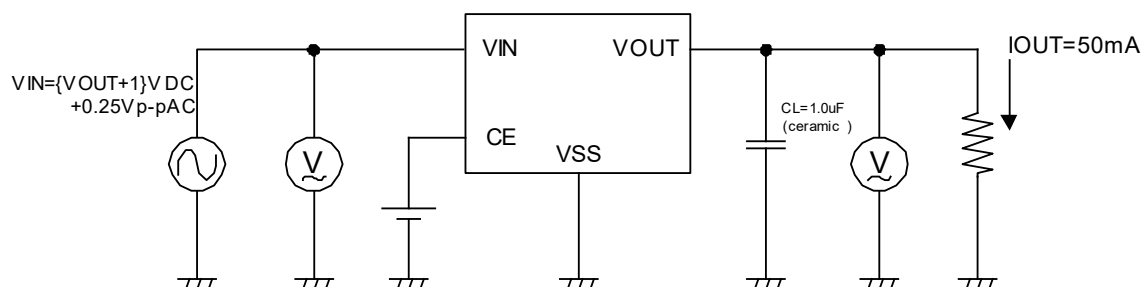 VIN={VOUT+1}VDC
+0.25Vp-pAC
VIN
VOUT
CE
VSS
V
CL=1.0uF
(ceramic )
V
IOUT=50mA